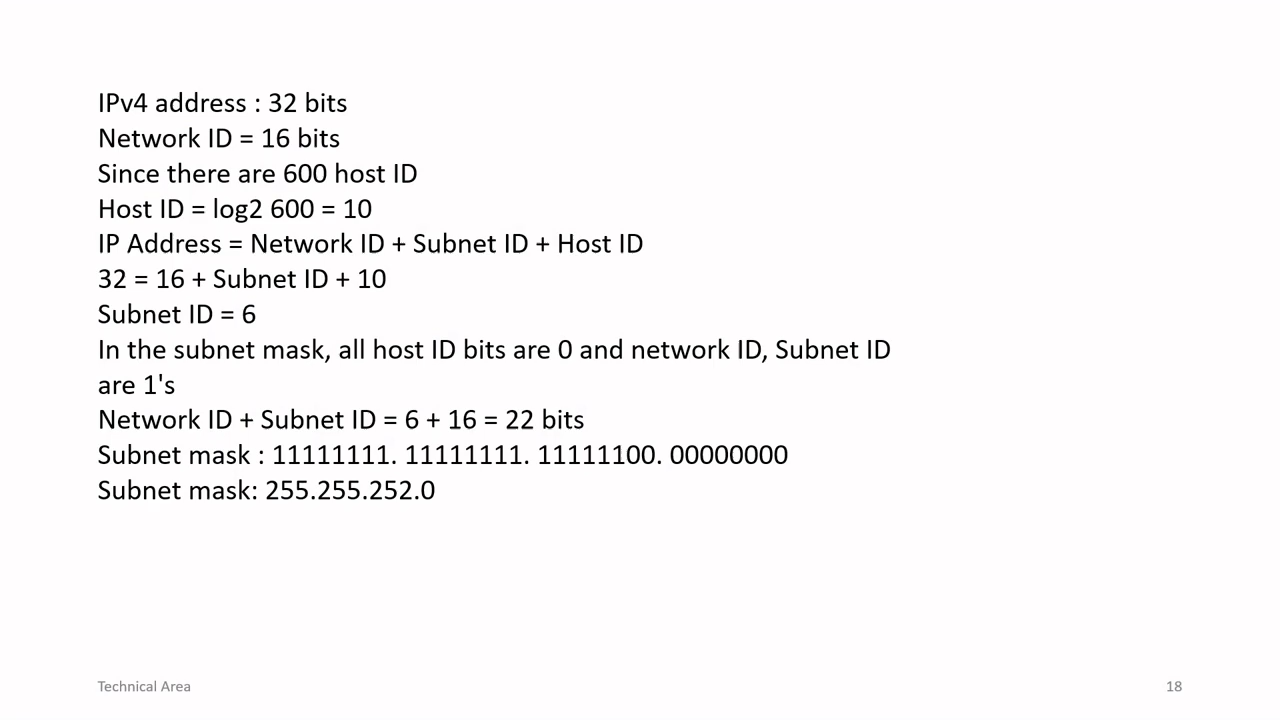 IPv4 address : 32 bits
Network ID = 16 bits
Since there are 600 host ID
Host ID = log2 600 = 10
IP Address = Network ID + Subnet ID + Host ID
32 = 16 + Subnet ID + 10
Subnet ID = 6
In the subnet mask, all host ID bits are 0 and network ID, Subnet ID
are 1's
Network ID + Subnet ID = 6 + 16 = 22 bits
Subnet mask : 11111111. 11111111. 11111100. 00000000
Subnet mask: 255.255.252.0
Technical Area
18